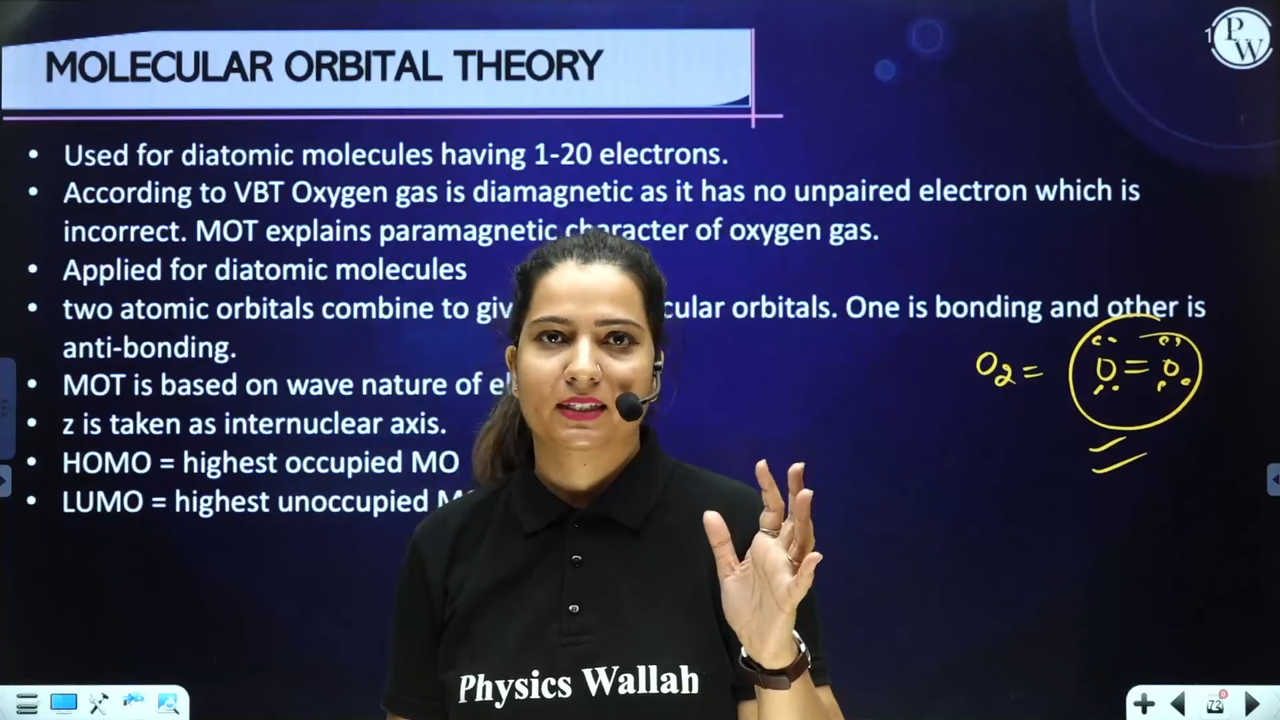 MOLECULAR ORBITAL THEORY
1
PW
• Used for diatomic molecules having 1-20 electrons.
• According to VBT Oxygen gas is diamagnetic as it has no unpaired electron which is
incorrect. MOT explains paramagnetic character of oxygen gas.
• Applied for diatomic molecules
• two atomic orbitals combine to giv cular orbitals. One is bonding and other is
anti-bonding.
O2 = O = O
• MOT is based on wave nature of el
• z is taken as internuclear axis.
• HOMO = highest occupied MO
• LUMO = highest unoccupied M
Physics Wallah
72
0